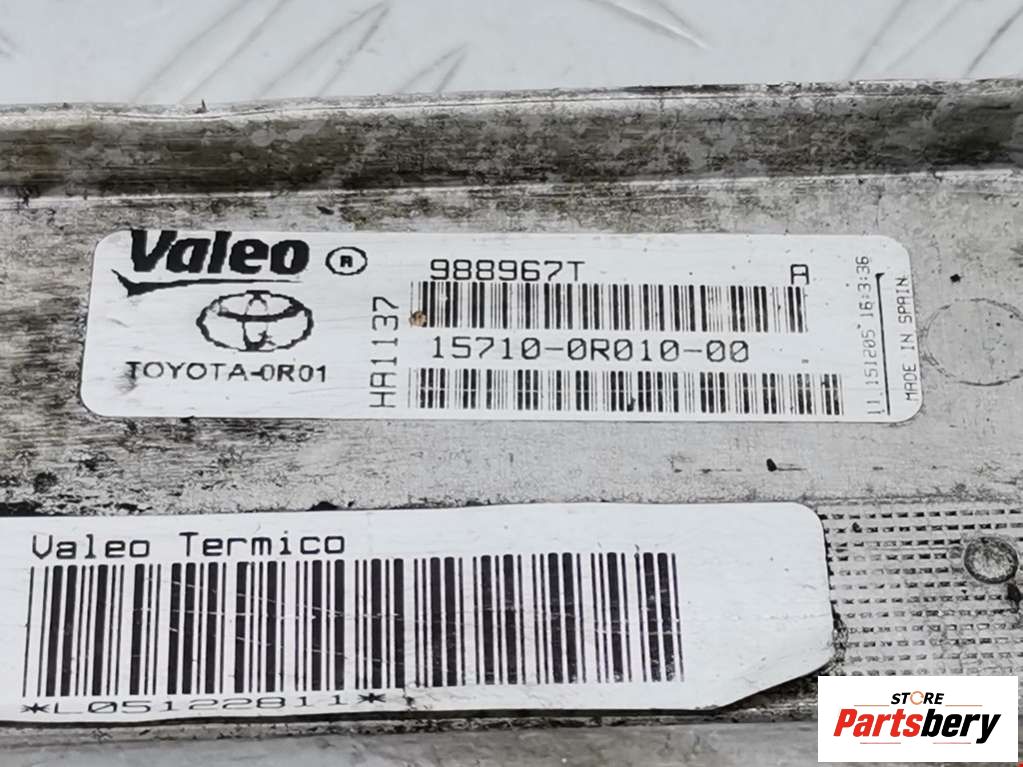 Valeo ®
TOYOTA-0R01
HA1137
988967T A
15710-0R010-00
11.151205 16:3:36
MADE IN SPAIN
Valeo Termico
*L05122811*
STORE
Partsbery